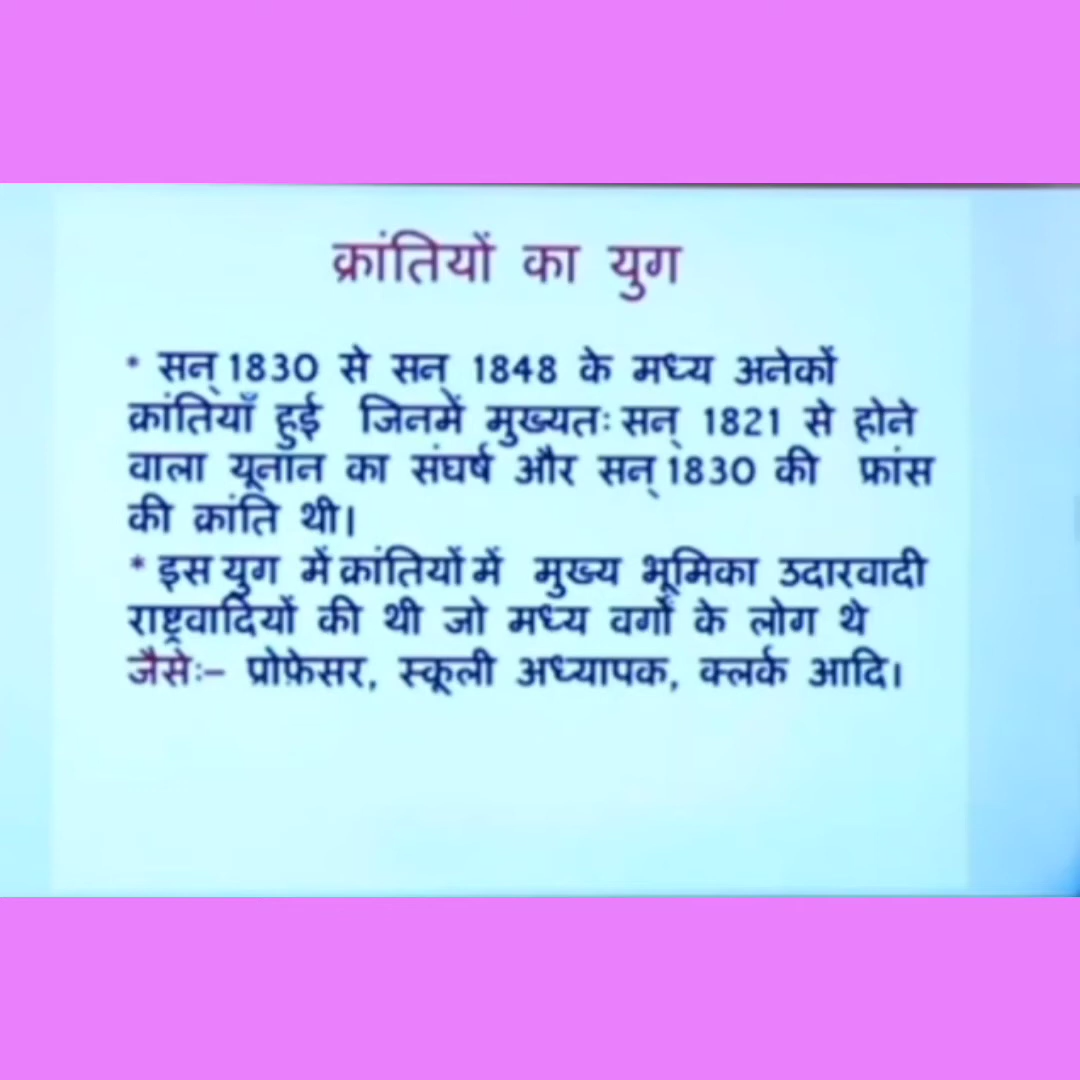 क्रांतियों का युग
* सन् 1830 से सन् 1848 के मध्य अनेकों
क्रांतियाँ हुई जिनमें मुख्यतः सन् 1821 से होने
वाला यूनान का संघर्ष और सन् 1830 की फ्रांस
की क्रांति थी।
* इस युग में क्रांतियों में मुख्य भूमिका उदारवादी
राष्ट्रवादियों की थी जो मध्य वर्गों के लोग थे
जैसेः– प्रोफ़ेसर, स्कूली अध्यापक, क्लर्क आदि।